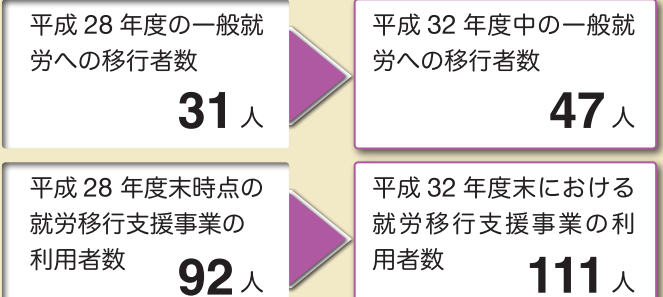 平成 28 年度の一般就
労への移行者数
31 人
平成 32 年度中の一般就
労への移行者数
47 人
平成 28 年度末時点の
就労移行支援事業の
利用者数 92 人
平成 32 年度末における
就労移行支援事業の利
用者数 111 人